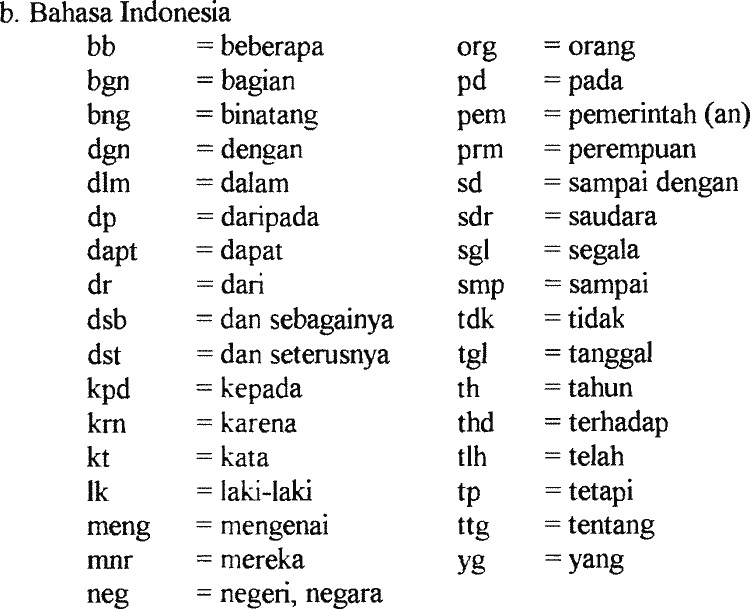 b. Bahasa Indonesia
bb = beberapa
bgn = bagian
bng = binatang
dgn = dengan
dlm = dalam
dp = daripada
dapt = dapat
dr = dari
dsb = dan sebagainya
dst = dan seterusnya
kpd = kepada
krn = karena
kt = kata
lk = laki-laki
meng = mengenai
mnr = mereka
neg = negeri, negara
org = orang
pd = pada
pem = pemerintah (an)
prm = perempuan
sd = sampai dengan
sdr = saudara
sgl = segala
smp = sampai
tdk = tidak
tgl = tanggal
th = tahun
thd = terhadap
tlh = telah
tp = tetapi
ttg = tentang
yg = yang